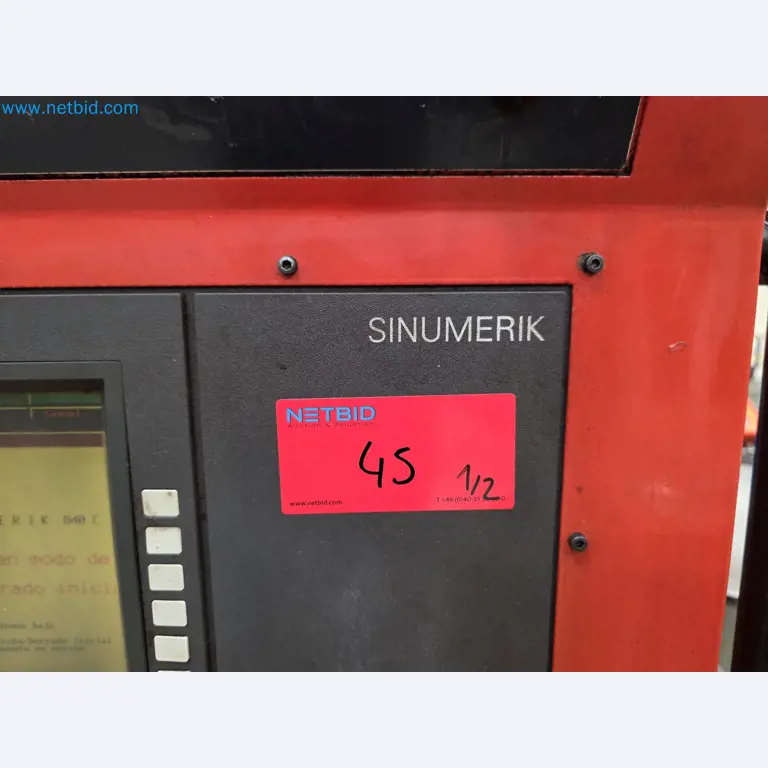 www.netbid.com
SINUMERIK
NETBID
45
1/2
www.netbid.com
ERIK 840 C
en modo de
rado inici